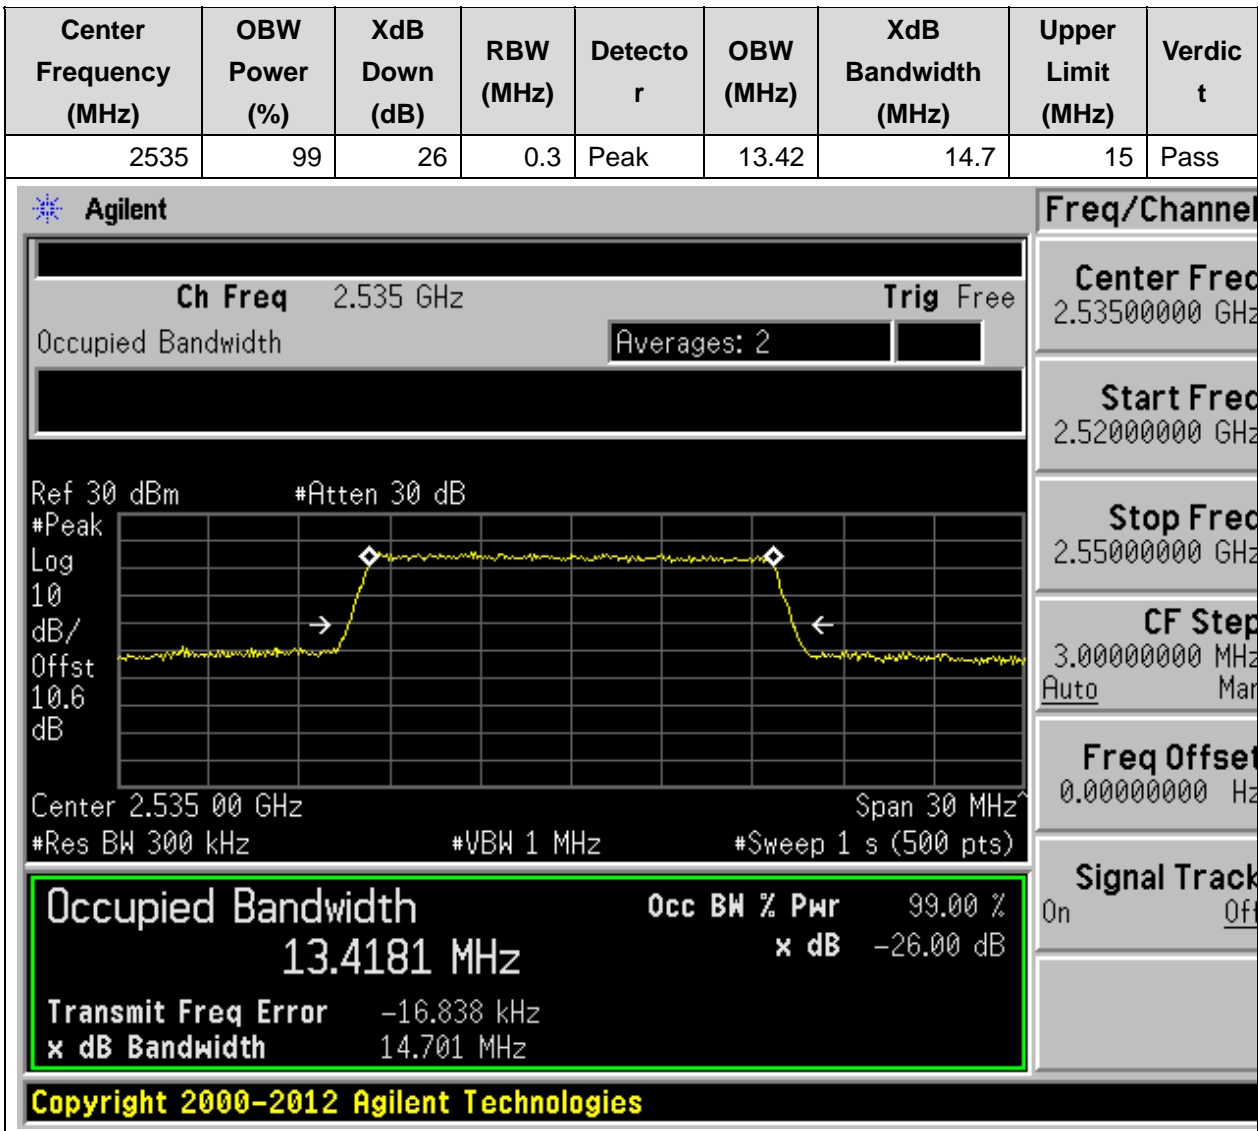 Center Frequency (MHz) OBW Power (%) XdB Down (dB) RBW (MHz) Detecto r OBW (MHz) XdB Bandwidth (MHz) Upper Limit (MHz) Verdic t
2535 99 26 0.3 Peak 13.42 14.7 15 Pass
Agilent
Freq/Channel
Ch Freq 2.535 GHz Trig Free
Occupied Bandwidth Averages: 2
Center Freq
2.53500000 GHz
Start Freq
2.52000000 GHz
Stop Freq
2.55000000 GHz
CF Step
3.00000000 MHz
Auto Man
Freq Offset
0.00000000 Hz
Signal Track
On Off
Ref 30 dBm #Atten 30 dB
#Peak
Log
10
dB/
Offst
10.6
dB
Center 2.535 00 GHz Span 30 MHz^
#Res BW 300 kHz #VBW 1 MHz #Sweep 1 s (500 pts)
Occupied Bandwidth Occ BW % Pwr 99.00 %
13.4181 MHz x dB -26.00 dB
Transmit Freq Error -16.838 kHz
x dB Bandwidth 14.701 MHz
Copyright 2000-2012 Agilent Technologies